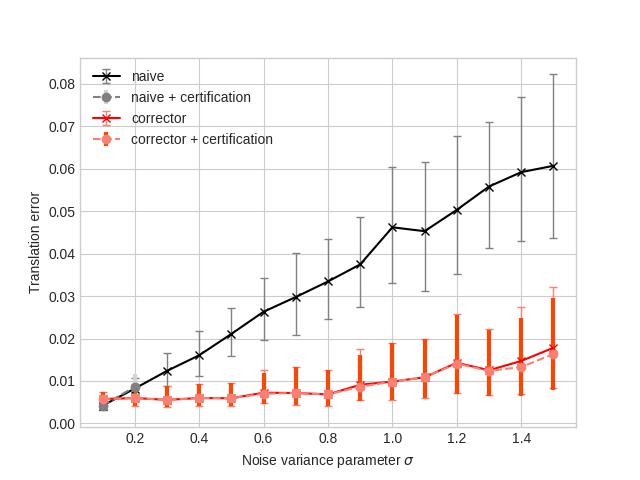 naive
naive + certification
corrector
corrector + certification
0.08
0.07
0.06
0.05
0.04
0.03
0.02
0.01
0.00
Translation error
0.2 0.4 0.6 0.8 1.0 1.2 1.4
Noise variance parameter σ